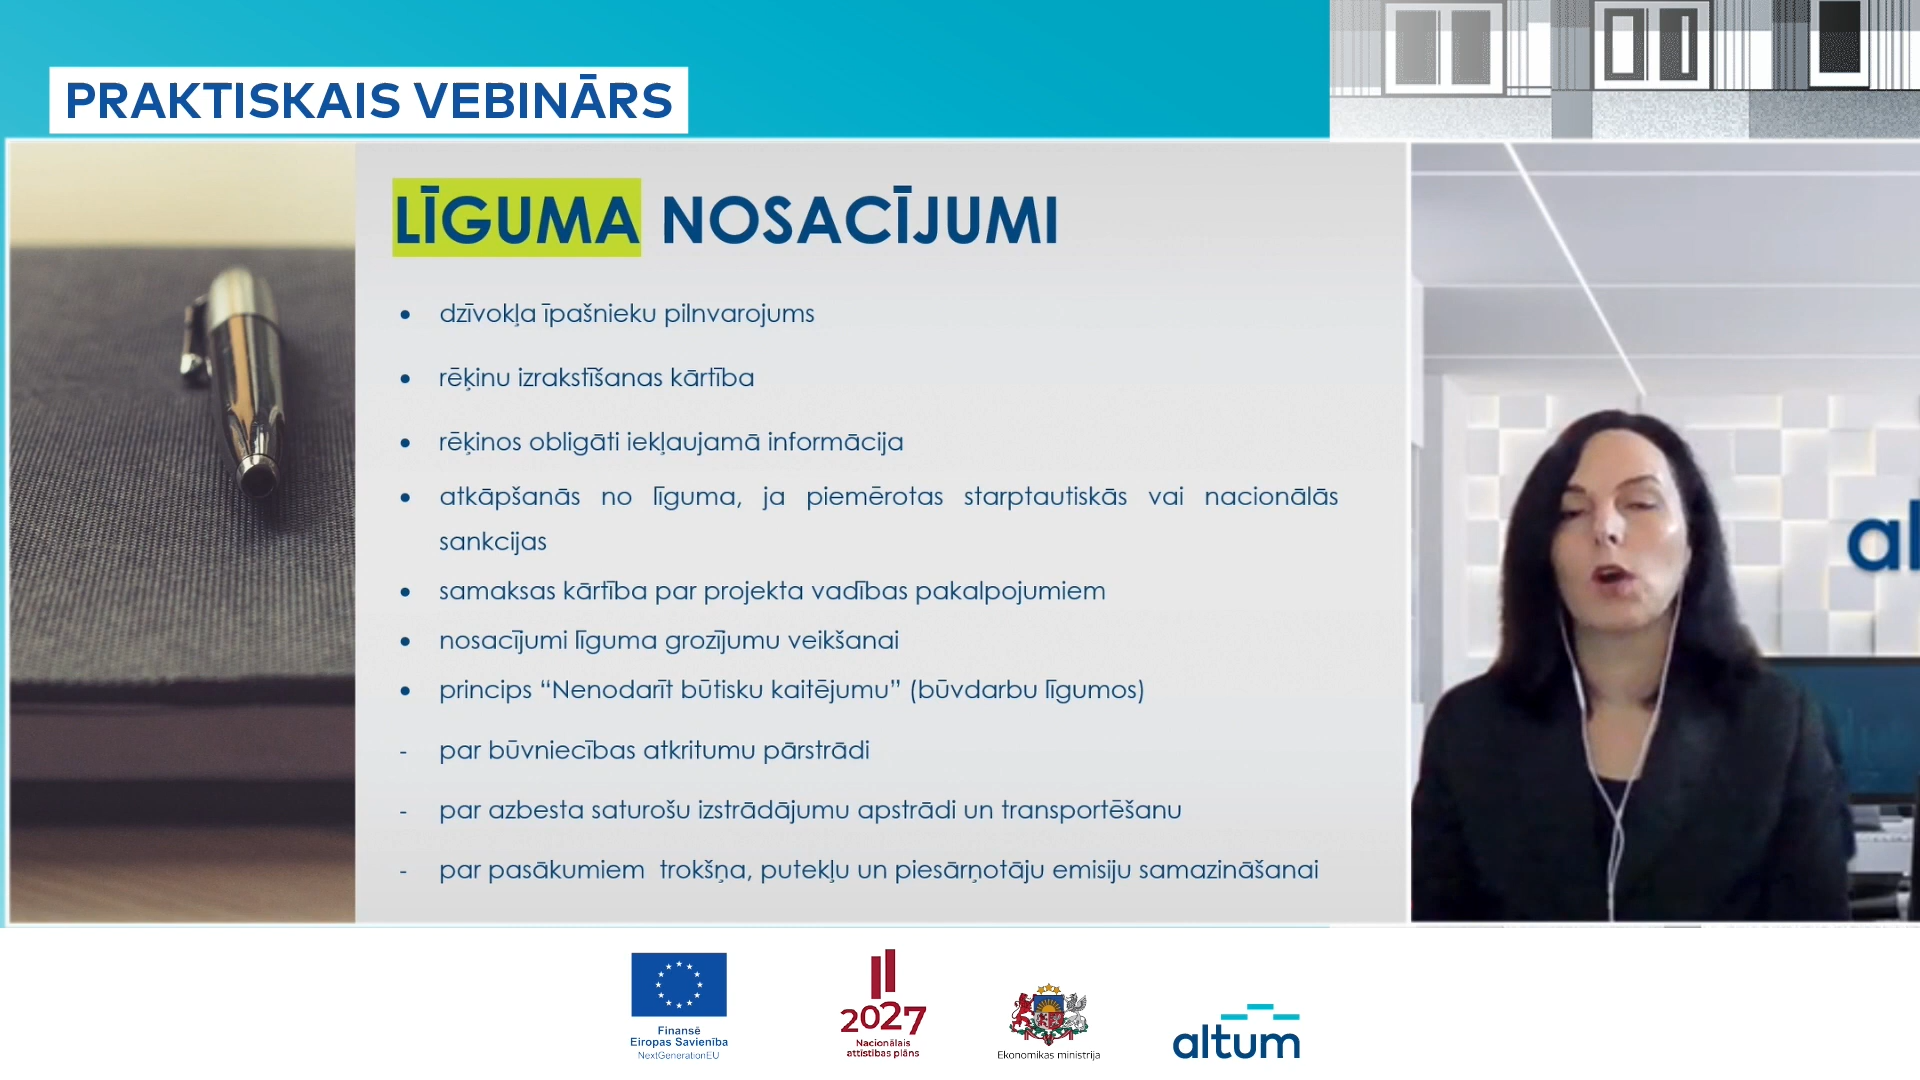 PRAKTISKAIS VEBINĀRS
LĪGUMA NOSACĪJUMI
• dzīvokļa īpašnieku pilnvarojums
• rēķinu izrakstīšanas kārtība
• rēķinos obligāti iekļaujamā informācija
• atkāpšanās no līguma, ja piemērotas starptautiskās vai nacionālās
sankcijas
• samaksas kārtība par projekta vadības pakalpojumiem
• nosacījumi līguma grozījumu veikšanai
• princips “Nenodarīt būtisku kaitējumu” (būvdarbu līgumos)
- par būvniecības atkritumu pārstrādi
- par azbesta saturošu izstrādājumu apstrādi un transportēšanu
- par pasākumiem trokšņa, putekļu un piesārņotāju emisiju samazināšanai
al
Finansē
Eiropas Savienība
NextGenerationEU
2027
Nacionālais
attīstības plāns
Ekonomikas ministrija
altum